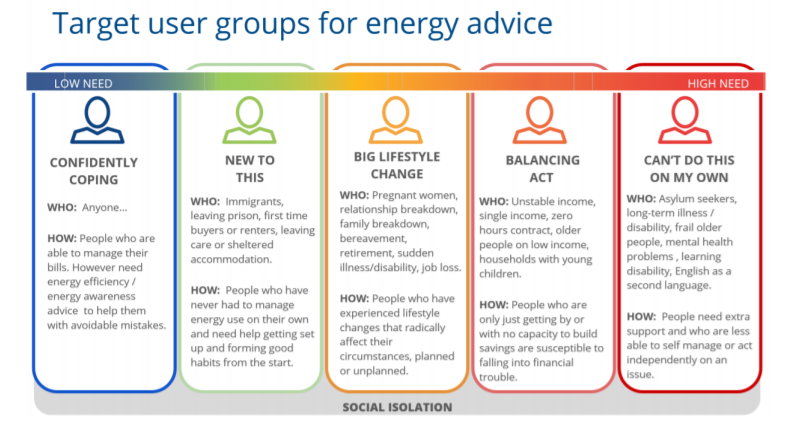 Target user groups for energy advice
LOW NEED
HIGH NEED
CONFIDENTLY
COPING
WHO: Anyone...
HOW: People who are
able to manage their
bills. However need
energy efficiency /
energy awareness
advice to help them
with avoidable mistakes.
NEW TO
THIS
WHO: Immigrants,
leaving prison, first time
buyers or renters, leaving
care or sheltered
accommodation.
HOW: People who have
never had to manage
energy use on their own
and need help getting set
up and forming good
habits from the start.
BIG LIFESTYLE
CHANGE
WHO: Pregnant women,
relationship breakdown,
family breakdown,
bereavement,
retirement, sudden
illness/disability, job loss.
HOW: People who have
experienced lifestyle
changes that radically
affect their
circumstances, planned
or unplanned.
BALANCING
ACT
WHO: Unstable income,
single income, zero
hours contract, older
people on low income,
households with young
children.
HOW: People who are
only just getting by or
with no capacity to build
savings are susceptible to
falling into financial
trouble.
CAN'T DO THIS
ON MY OWN
WHO: Asylum seekers,
long-term illness /
disability, frail older
people, mental health
problems , learning
disability, English as a
second language.
HOW: People need extra
support and who are less
able to self manage or act
independently on an
issue.
SOCIAL ISOLATION